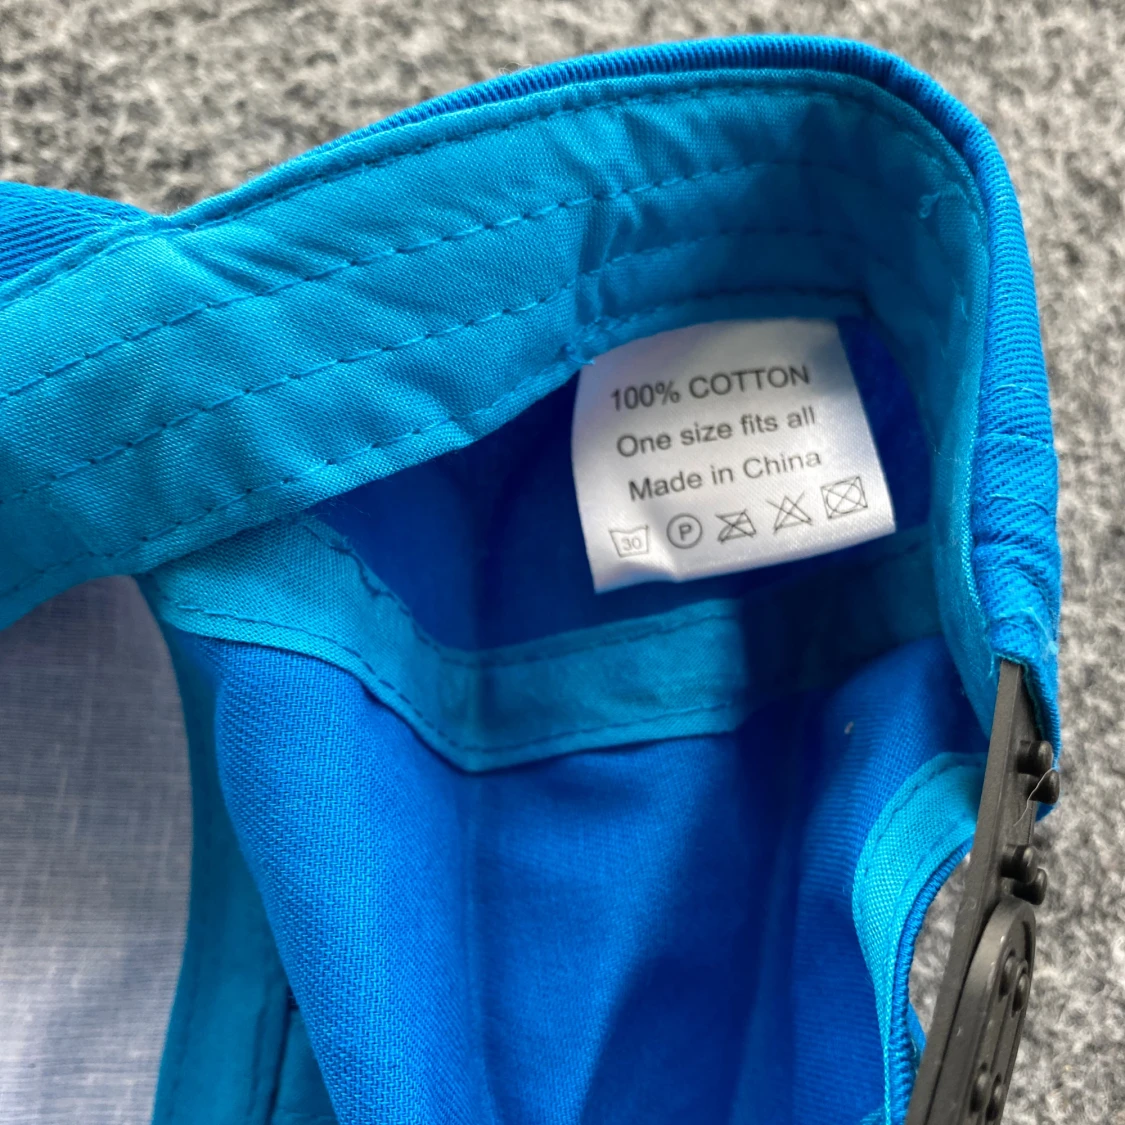 100% COTTON
One size fits all
Made in China
30 P